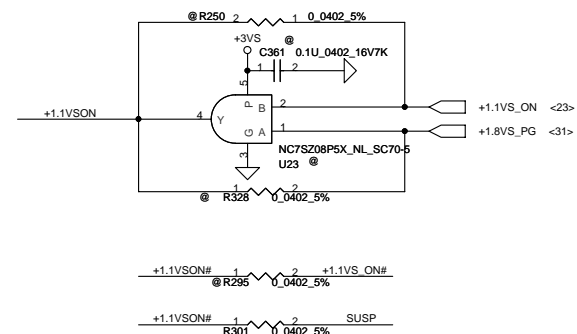 @ R250 2 1 0_0402_5%
+3VS
@
C361 0.1U_0402_16V7K
1 2
5
P B 2 +1.1VS_ON <23>
+1.1VSON 4 Y
G A 1 +1.8VS_PG <31>
NC7SZ08P5X_NL_SC70-5
U23 @
3
1 2
@ R328 0_0402_5%
+1.1VSON# 1 2 +1.1VS_ON#
@ R295 0_0402_5%
+1.1VSON# 1 2 SUSP
R301 0_0402_5%